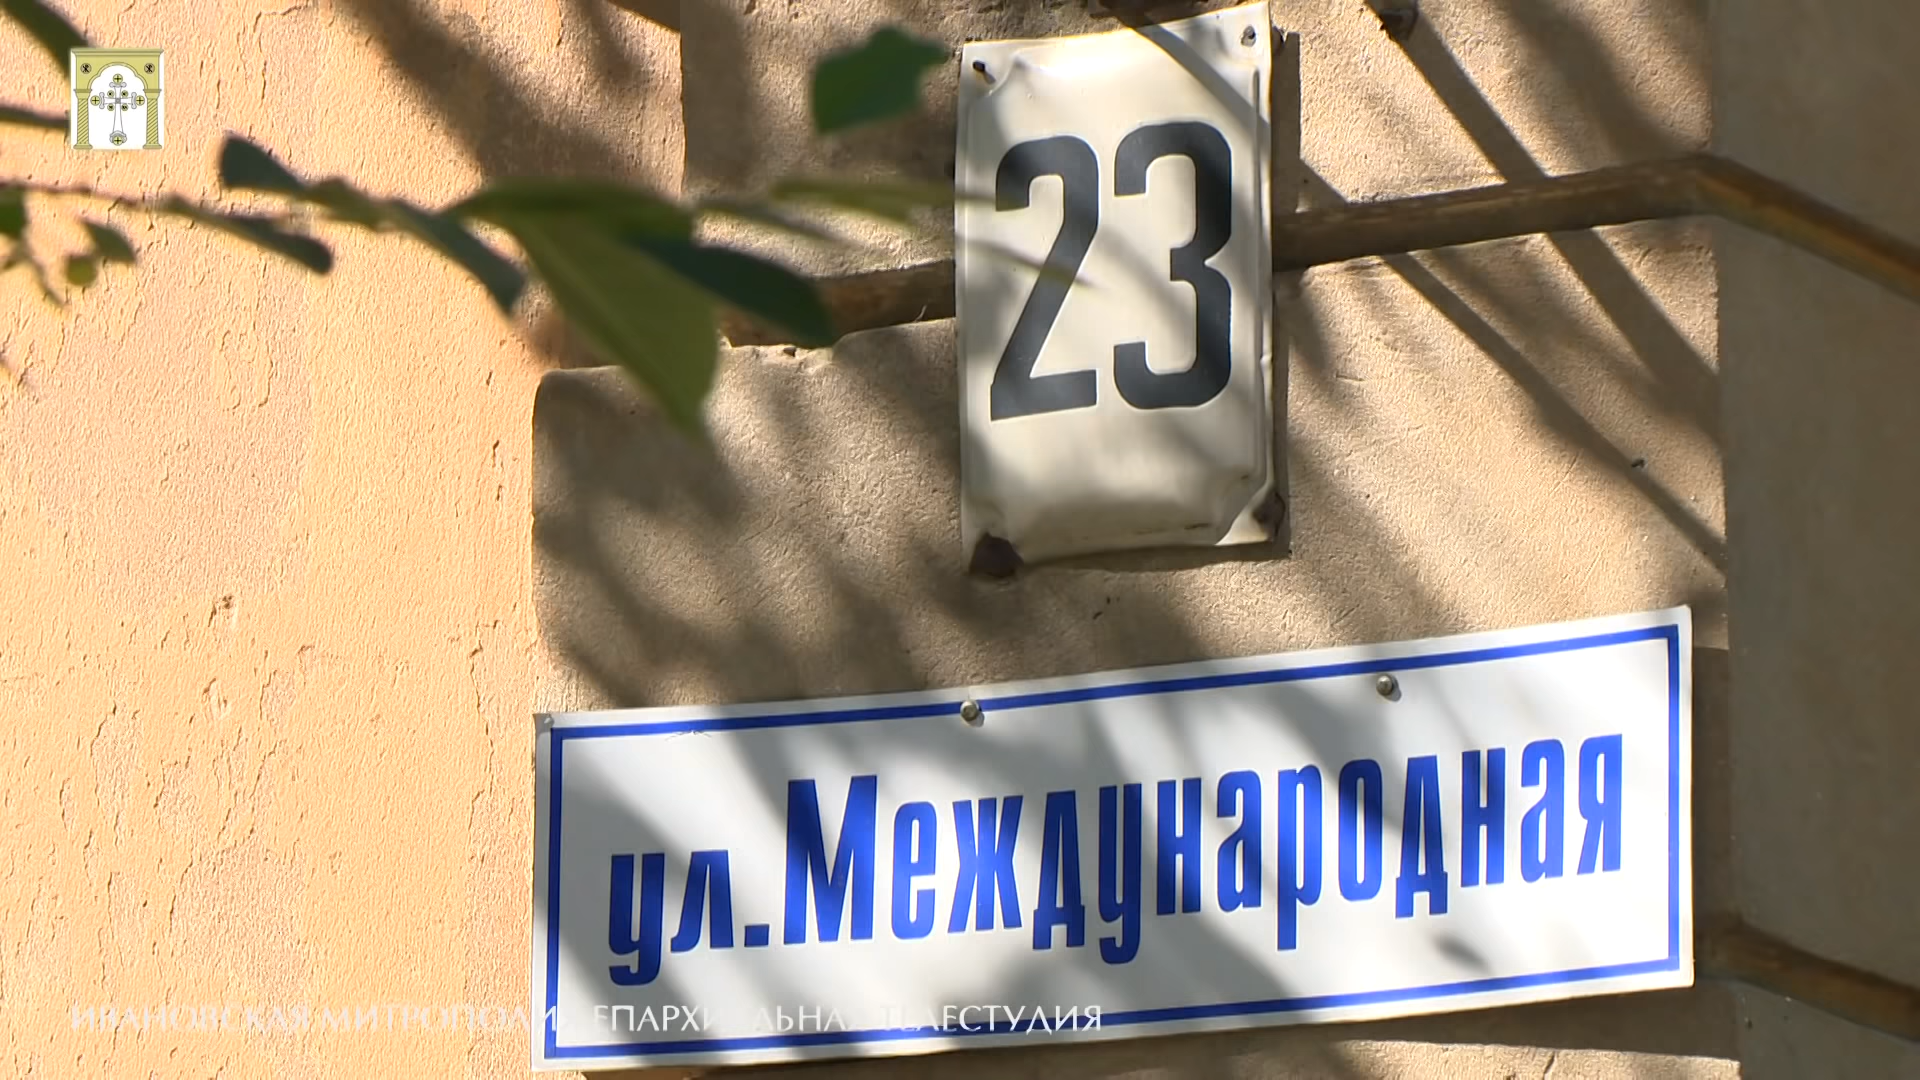 23
ул.Международная
ИВАНОВСКАЯ МИТРОПОЛИЯ ЕПАРХИАЛЬНАЯ ТЕЛЕСТУДИЯ